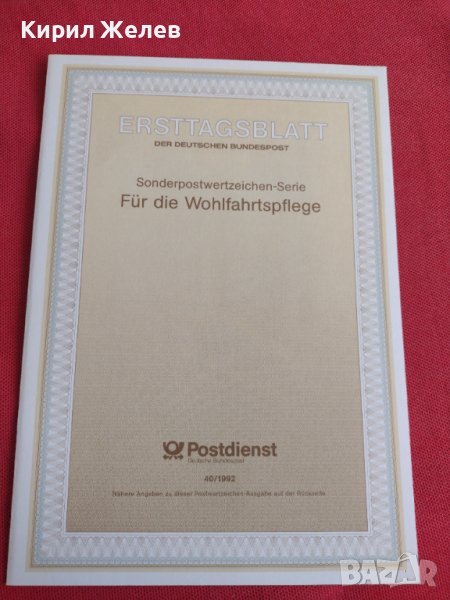 Кирил Желев
ERSTTAGSBLATT
DER DEUTSCHEN BUNDESPOST
Sonderpostwertzeichen-Serie
Für die Wohlfahrtspflege
Postdienst
Deutsche Bundespost
40/1992
Nähere Angaben zu dieser Postwertzeichen-Ausgabe auf der Rückseite
BAZAR